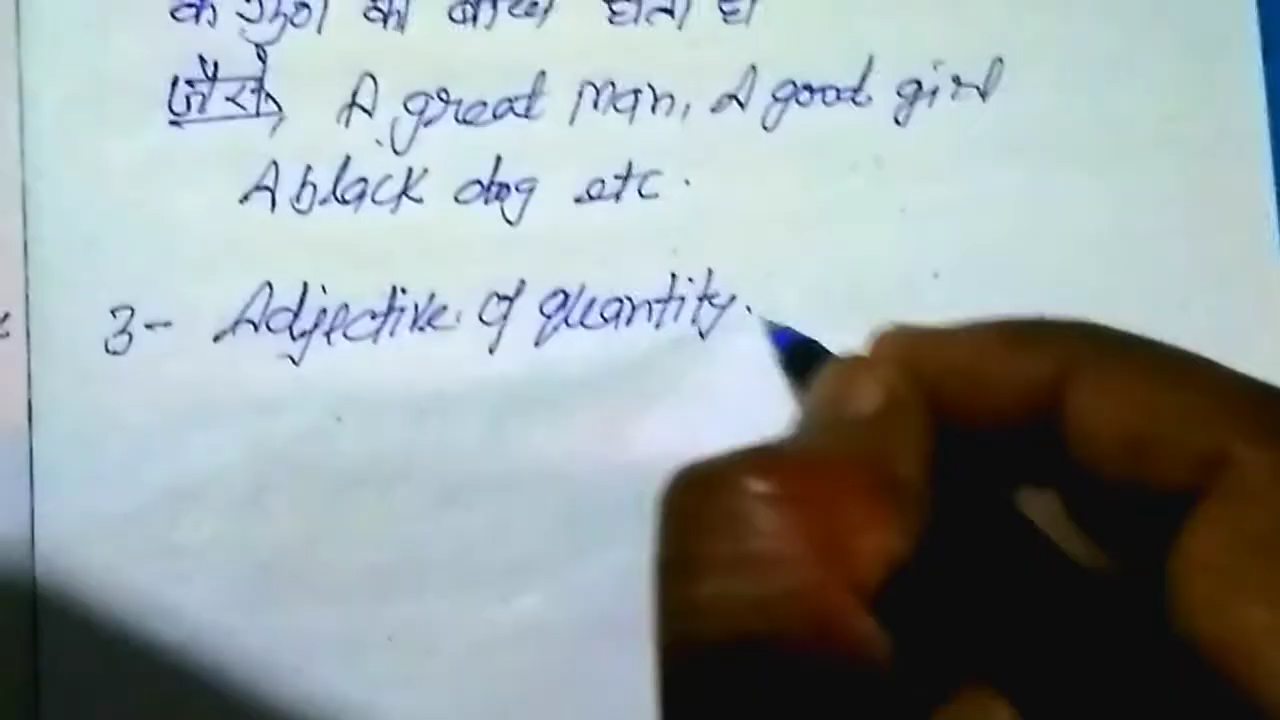 के गुणों का बोध होता है
जैसे, A great man, A good girl
A black dog etc.
3- Adjective of quantity.